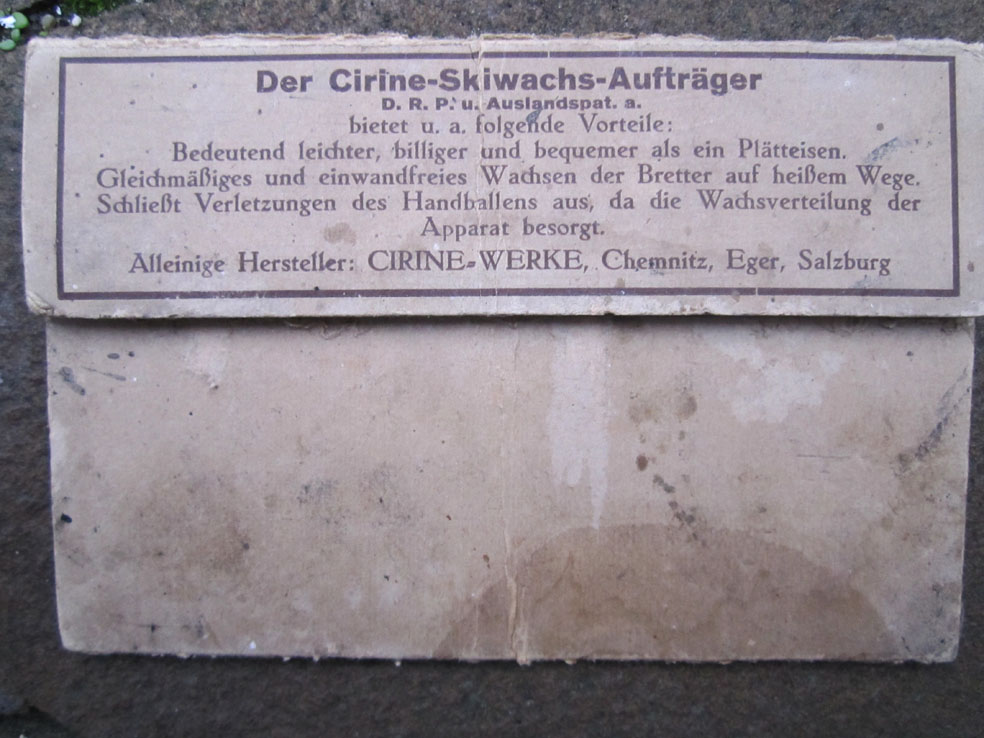 Der Cirine-Skiwachs-Aufträger
D. R. P. u. Auslandspat. a.
bietet u. a. folgende Vorteile:
Bedeutend leichter, billiger und bequemer als ein Plätteisen.
Gleichmäßiges und einwandfreies Wachsen der Bretter auf heißem Wege.
Schließt Verletzungen des Handballens aus, da die Wachsverteilung der
Apparat besorgt.
Alleinige Hersteller: CIRINE-WERKE, Chemnitz, Eger, Salzburg